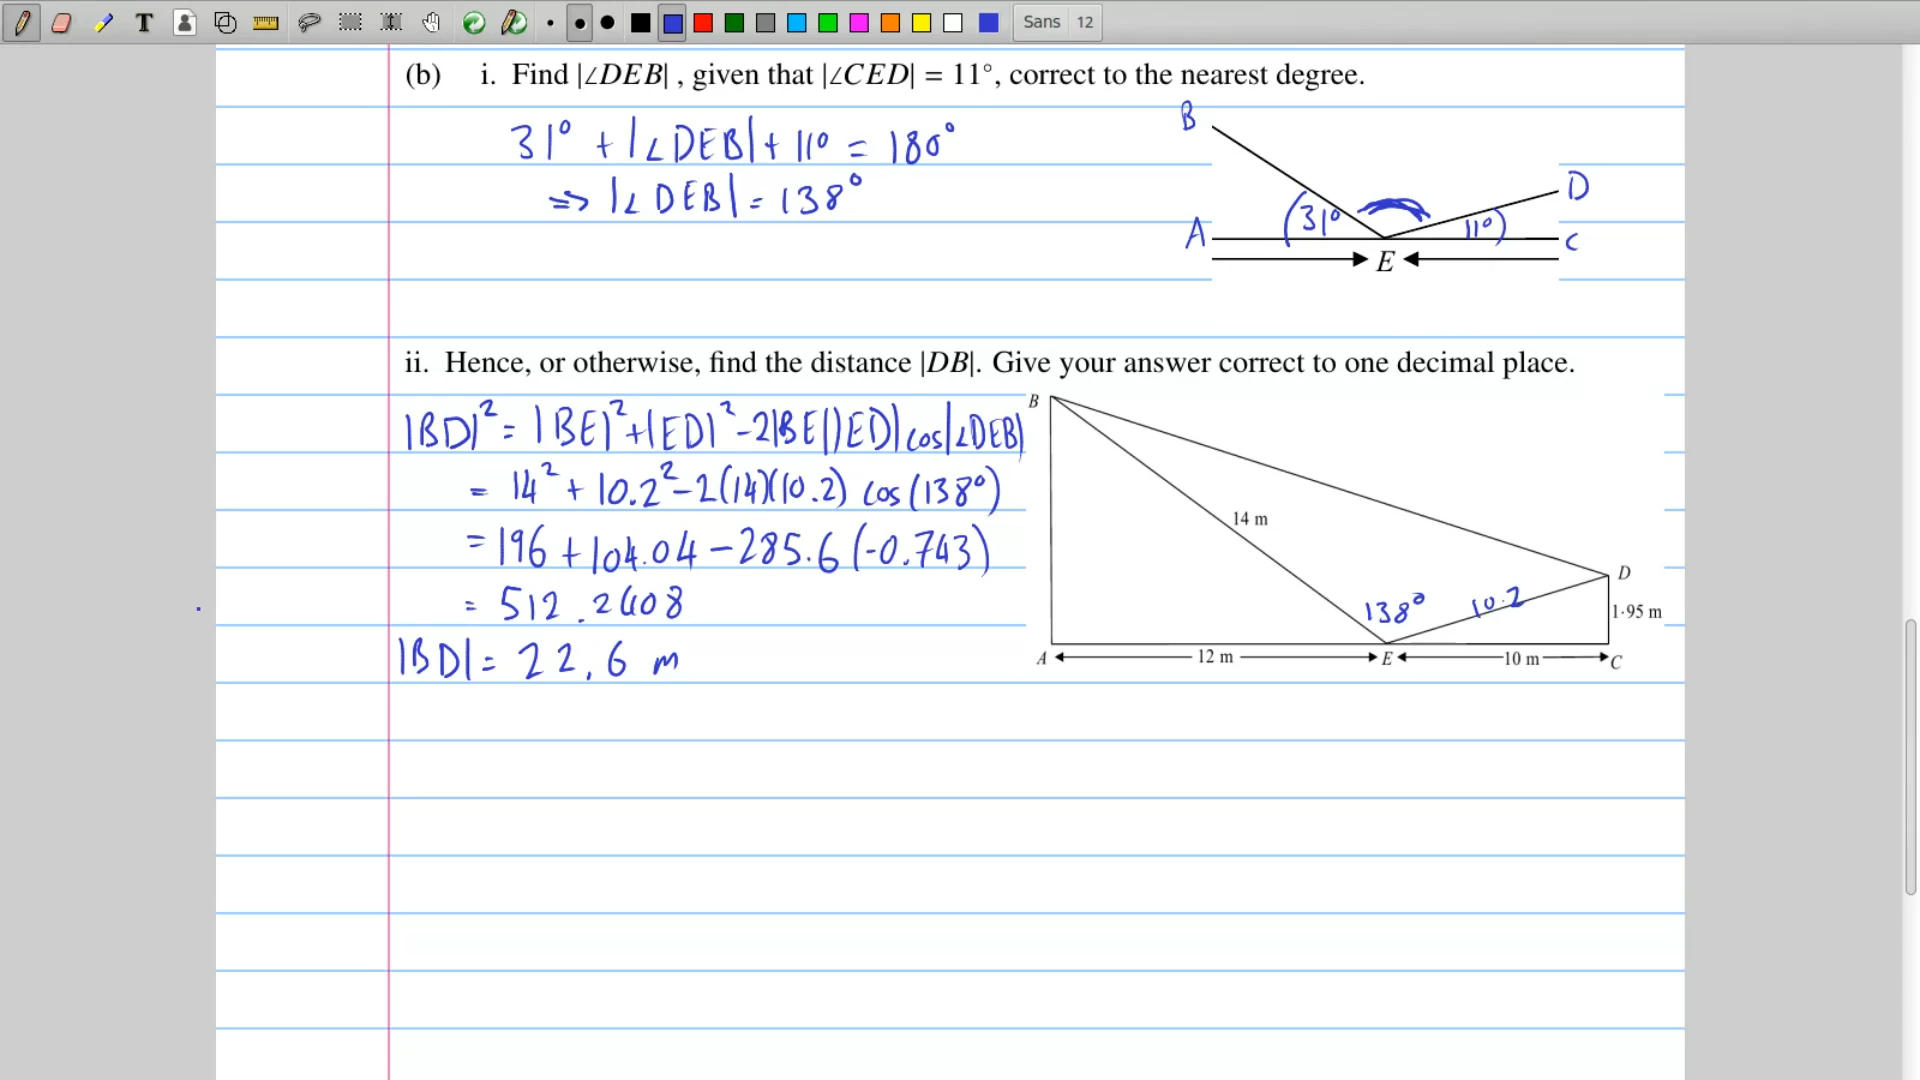 T Sans 12
(b) i. Find |∠DEB| , given that |∠CED| = 11°, correct to the nearest degree.
31° + |∠DEB| + 11° = 180°
⇒ |∠DEB| = 138°
B
D
31°
11°
A
C
E
ii. Hence, or otherwise, find the distance |DB|. Give your answer correct to one decimal place.
|BD|² = |BE|² + |ED|² - 2|BE||ED| cos|∠DEB|
= 14² + 10.2² - 2(14)(10.2) cos(138°)
= 196 + 104.04 - 285.6 (-0.743)
= 512.2408
|BD| = 22.6 m
B
14 m
D
138°
10.2
1·95 m
A 12 m E 10 m C